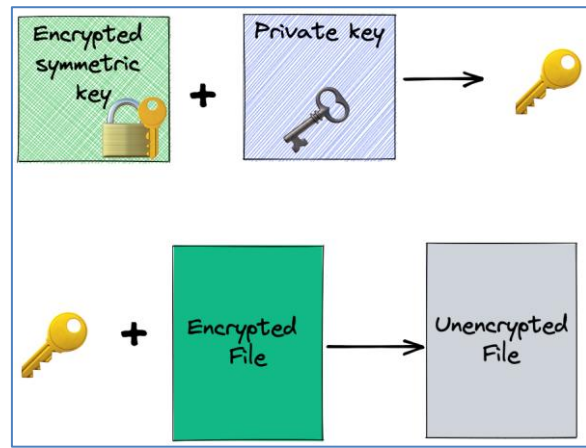 Encrypted
symmetric
key
+
Private key
+
Encrypted
File
Unencrypted
File